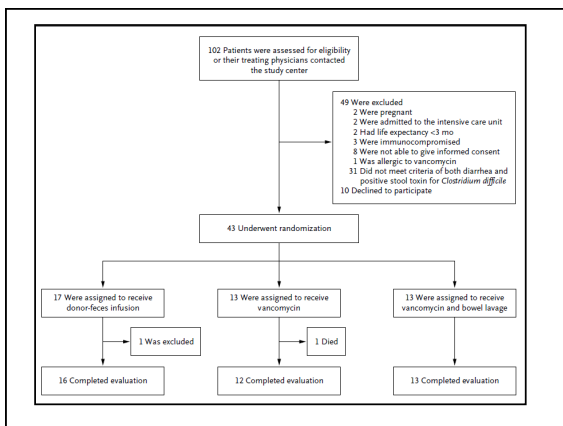 102 Patients were assessed for eligibility
or their treating physicians contacted
the study center
49 Were excluded
2 Were pregnant
2 Were admitted to the intensive care unit
2 Had life expectancy <3 mo
3 Were immunocompromised
8 Were not able to give informed consent
1 Was allergic to vancomycin
31 Did not meet criteria of both diarrhea and
positive stool toxin for Clostridium difficile
10 Declined to participate
43 Underwent randomization
17 Were assigned to receive
donor-feces infusion
13 Were assigned to receive
vancomycin
13 Were assigned to receive
vancomycin and bowel lavage
1 Was excluded
1 Died
16 Completed evaluation
12 Completed evaluation
13 Completed evaluation